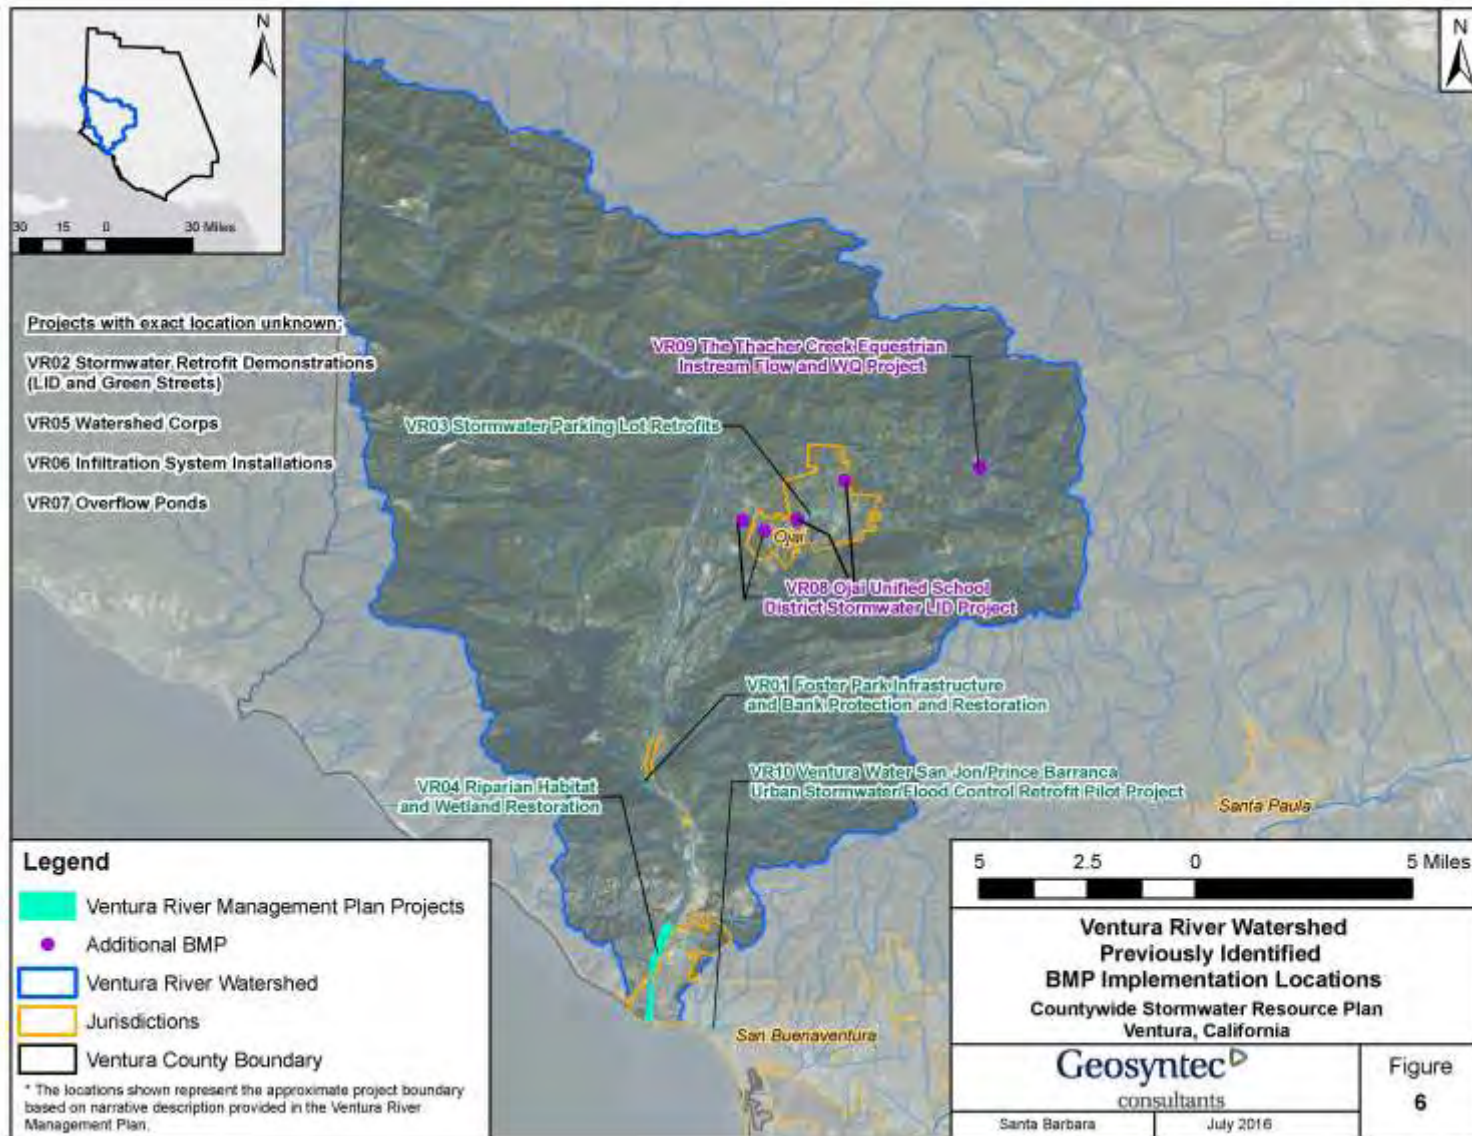 N
30 15 0 30 Miles
N
Projects with exact location unknown:
VR02 Stormwater Retrofit Demonstrations
(LID and Green Streets)
VR05 Watershed Corps
VR06 Infiltration System Installations
VR07 Overflow Ponds
VR09 The Thacher Creek Equestrian
Instream Flow and WQ Project
VR03 Stormwater Parking Lot Retrofits
Ojai
VR08 Ojai Unified School
District Stormwater LID Project
VR01 Foster Park Infrastructure
and Bank Protection and Restoration
VR04 Riparian Habitat
and Wetland Restoration
VR10 Ventura Water San Jon/Prince Barranca
Urban Stormwater/Flood Control Retrofit Pilot Project
Santa Paula
San Buenaventura
Legend
Ventura River Management Plan Projects
Additional BMP
Ventura River Watershed
Jurisdictions
Ventura County Boundary
* The locations shown represent the approximate project boundary
based on narrative description provided in the Ventura River
Management Plan.
5 2.5 0 5 Miles
Ventura River Watershed
Previously Identified
BMP Implementation Locations
Countywide Stormwater Resource Plan
Ventura, California
Geosyntec
consultants
Santa Barbara July 2016
Figure
6